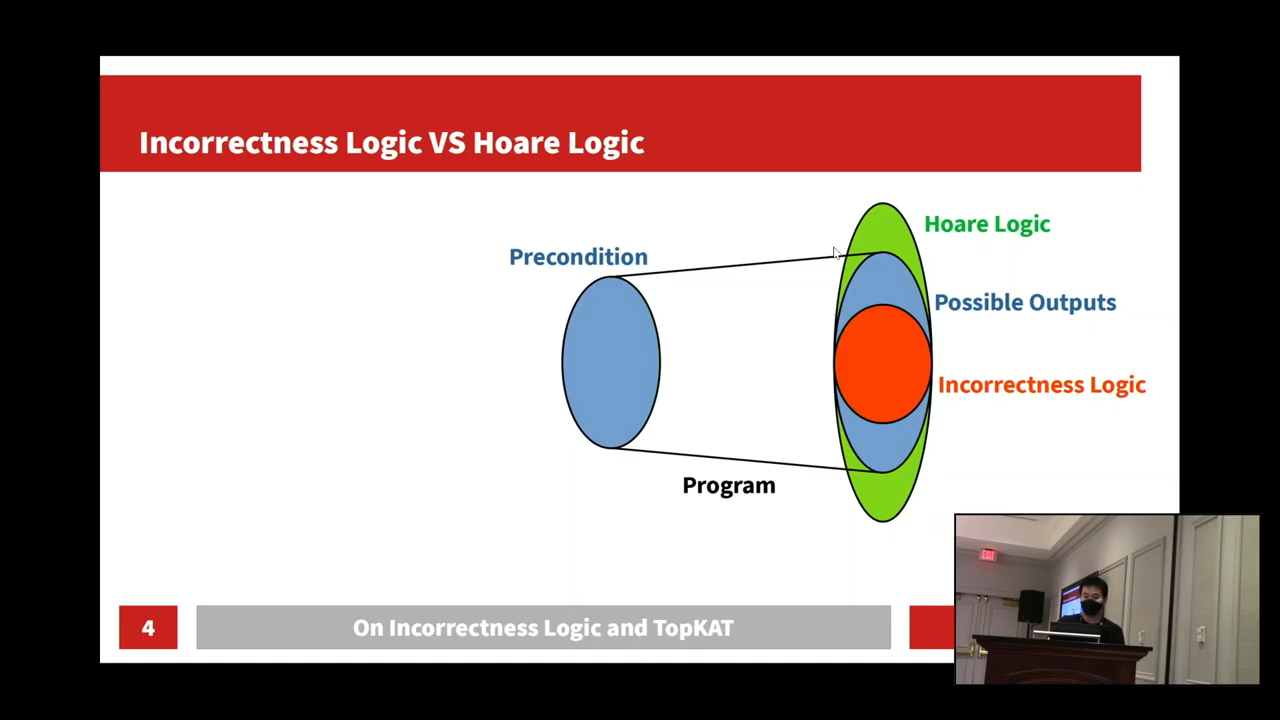 Incorrectness Logic VS Hoare Logic
Hoare Logic
Precondition
Possible Outputs
Incorrectness Logic
Program
4
On Incorrectness Logic and TopKAT
EXIT